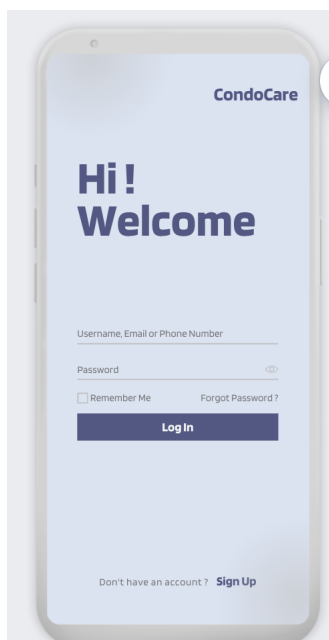 CondoCare
Hi !
Welcome
Username, Email or Phone Number
Password
Remember Me Forgot Password ?
Log In
Don't have an account ? Sign Up